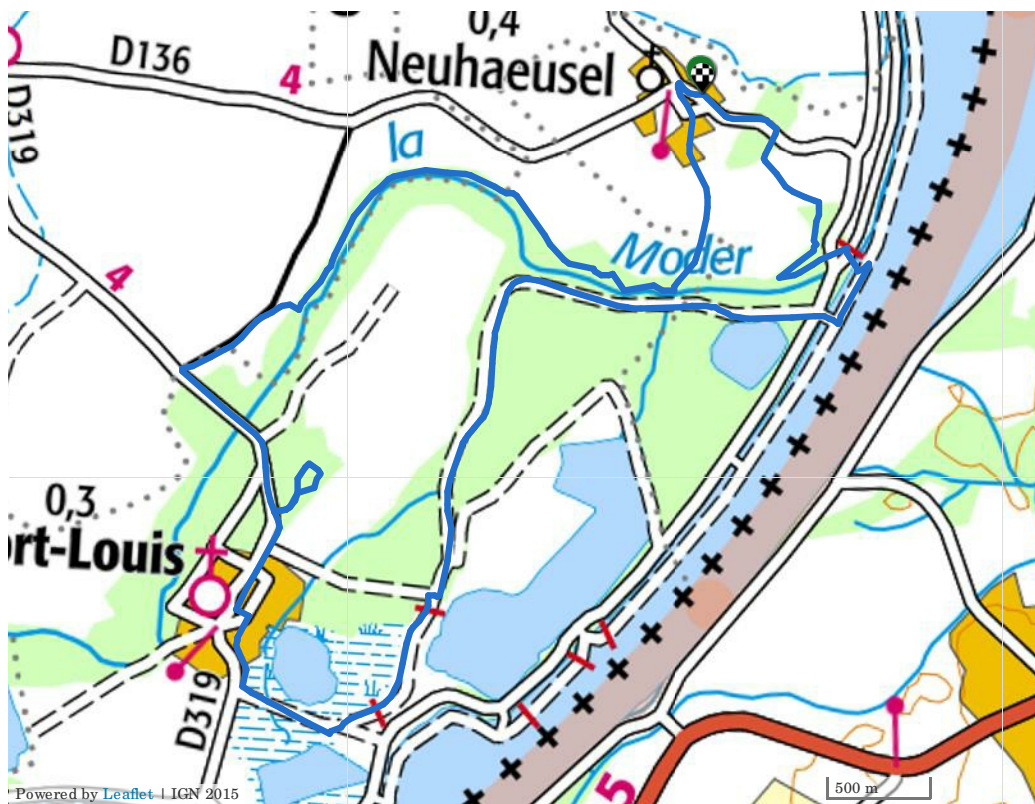 0,4
D136
4
Neuhaeusel
D319
la
Moder
4
0,3
ort-Louis
D319
5
500 m
Powered by Leaflet | IGN 2015